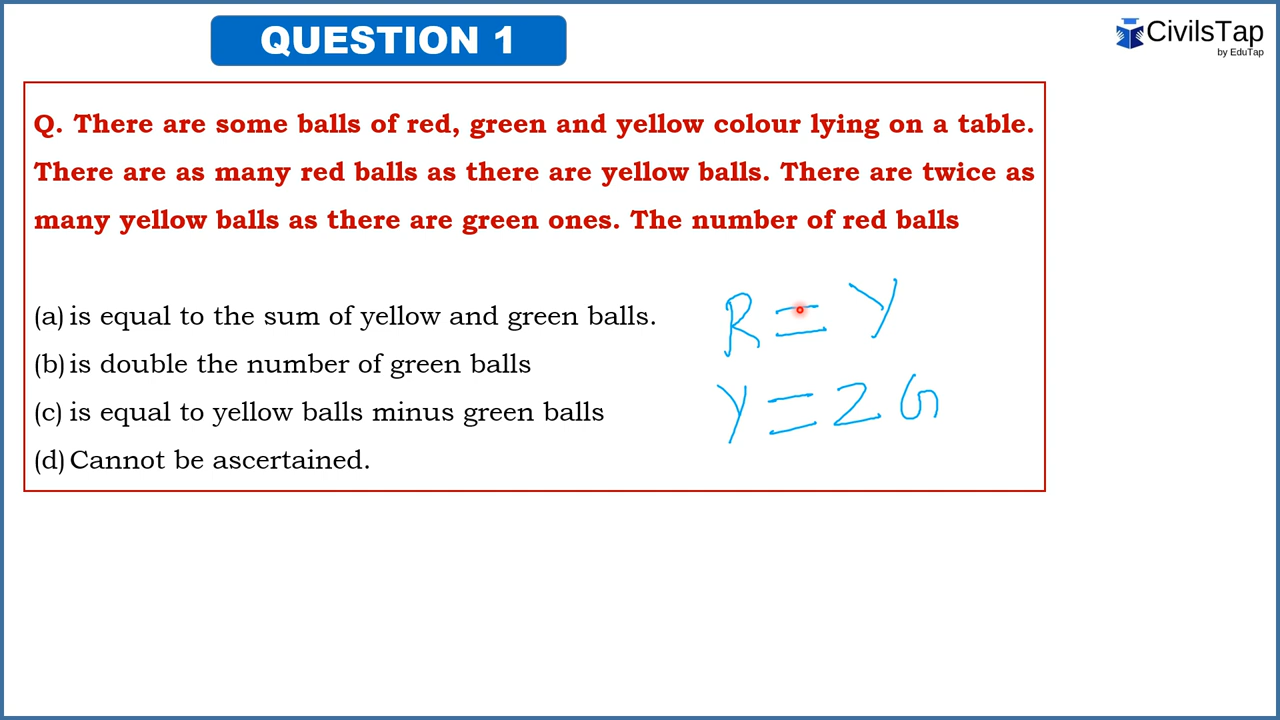 QUESTION 1
CivilsTap
by EduTap
Q. There are some balls of red, green and yellow colour lying on a table.
There are as many red balls as there are yellow balls. There are twice as
many yellow balls as there are green ones. The number of red balls
(a) is equal to the sum of yellow and green balls.
(b) is double the number of green balls
(c) is equal to yellow balls minus green balls
(d) Cannot be ascertained.
R = Y
Y = 2G